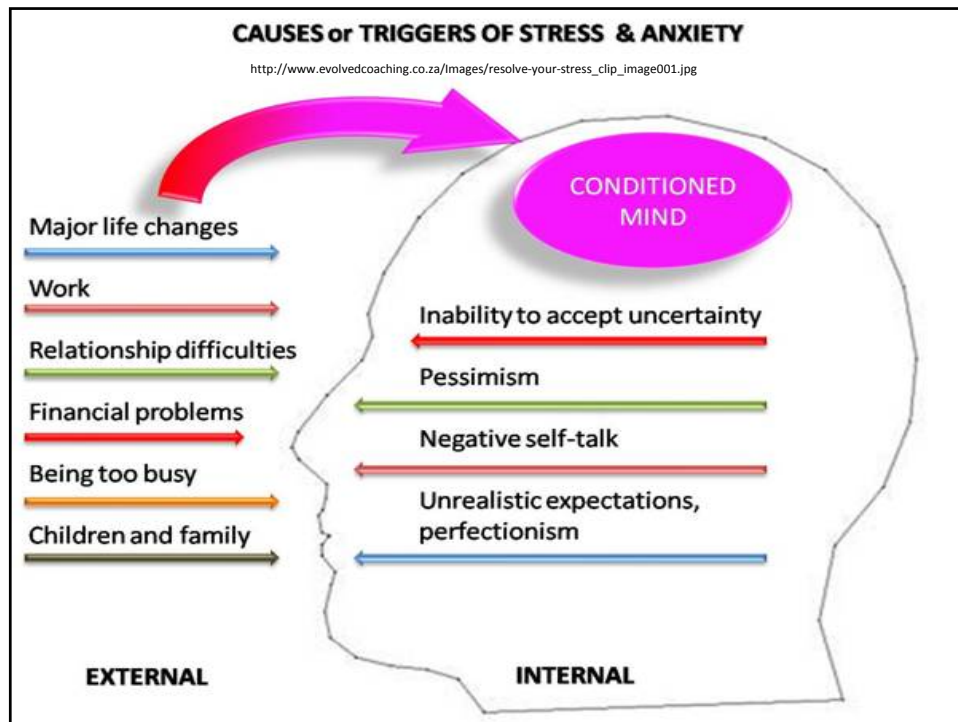 CAUSES or TRIGGERS OF STRESS & ANXIETY
http://www.evolvedcoaching.co.za/Images/resolve-your-stress_clip_image001.jpg
CONDITIONED
MIND
Major life changes
Work
Relationship difficulties
Financial problems
Being too busy
Children and family
EXTERNAL
Inability to accept uncertainty
Pessimism
Negative self-talk
Unrealistic expectations,
perfectionism
INTERNAL